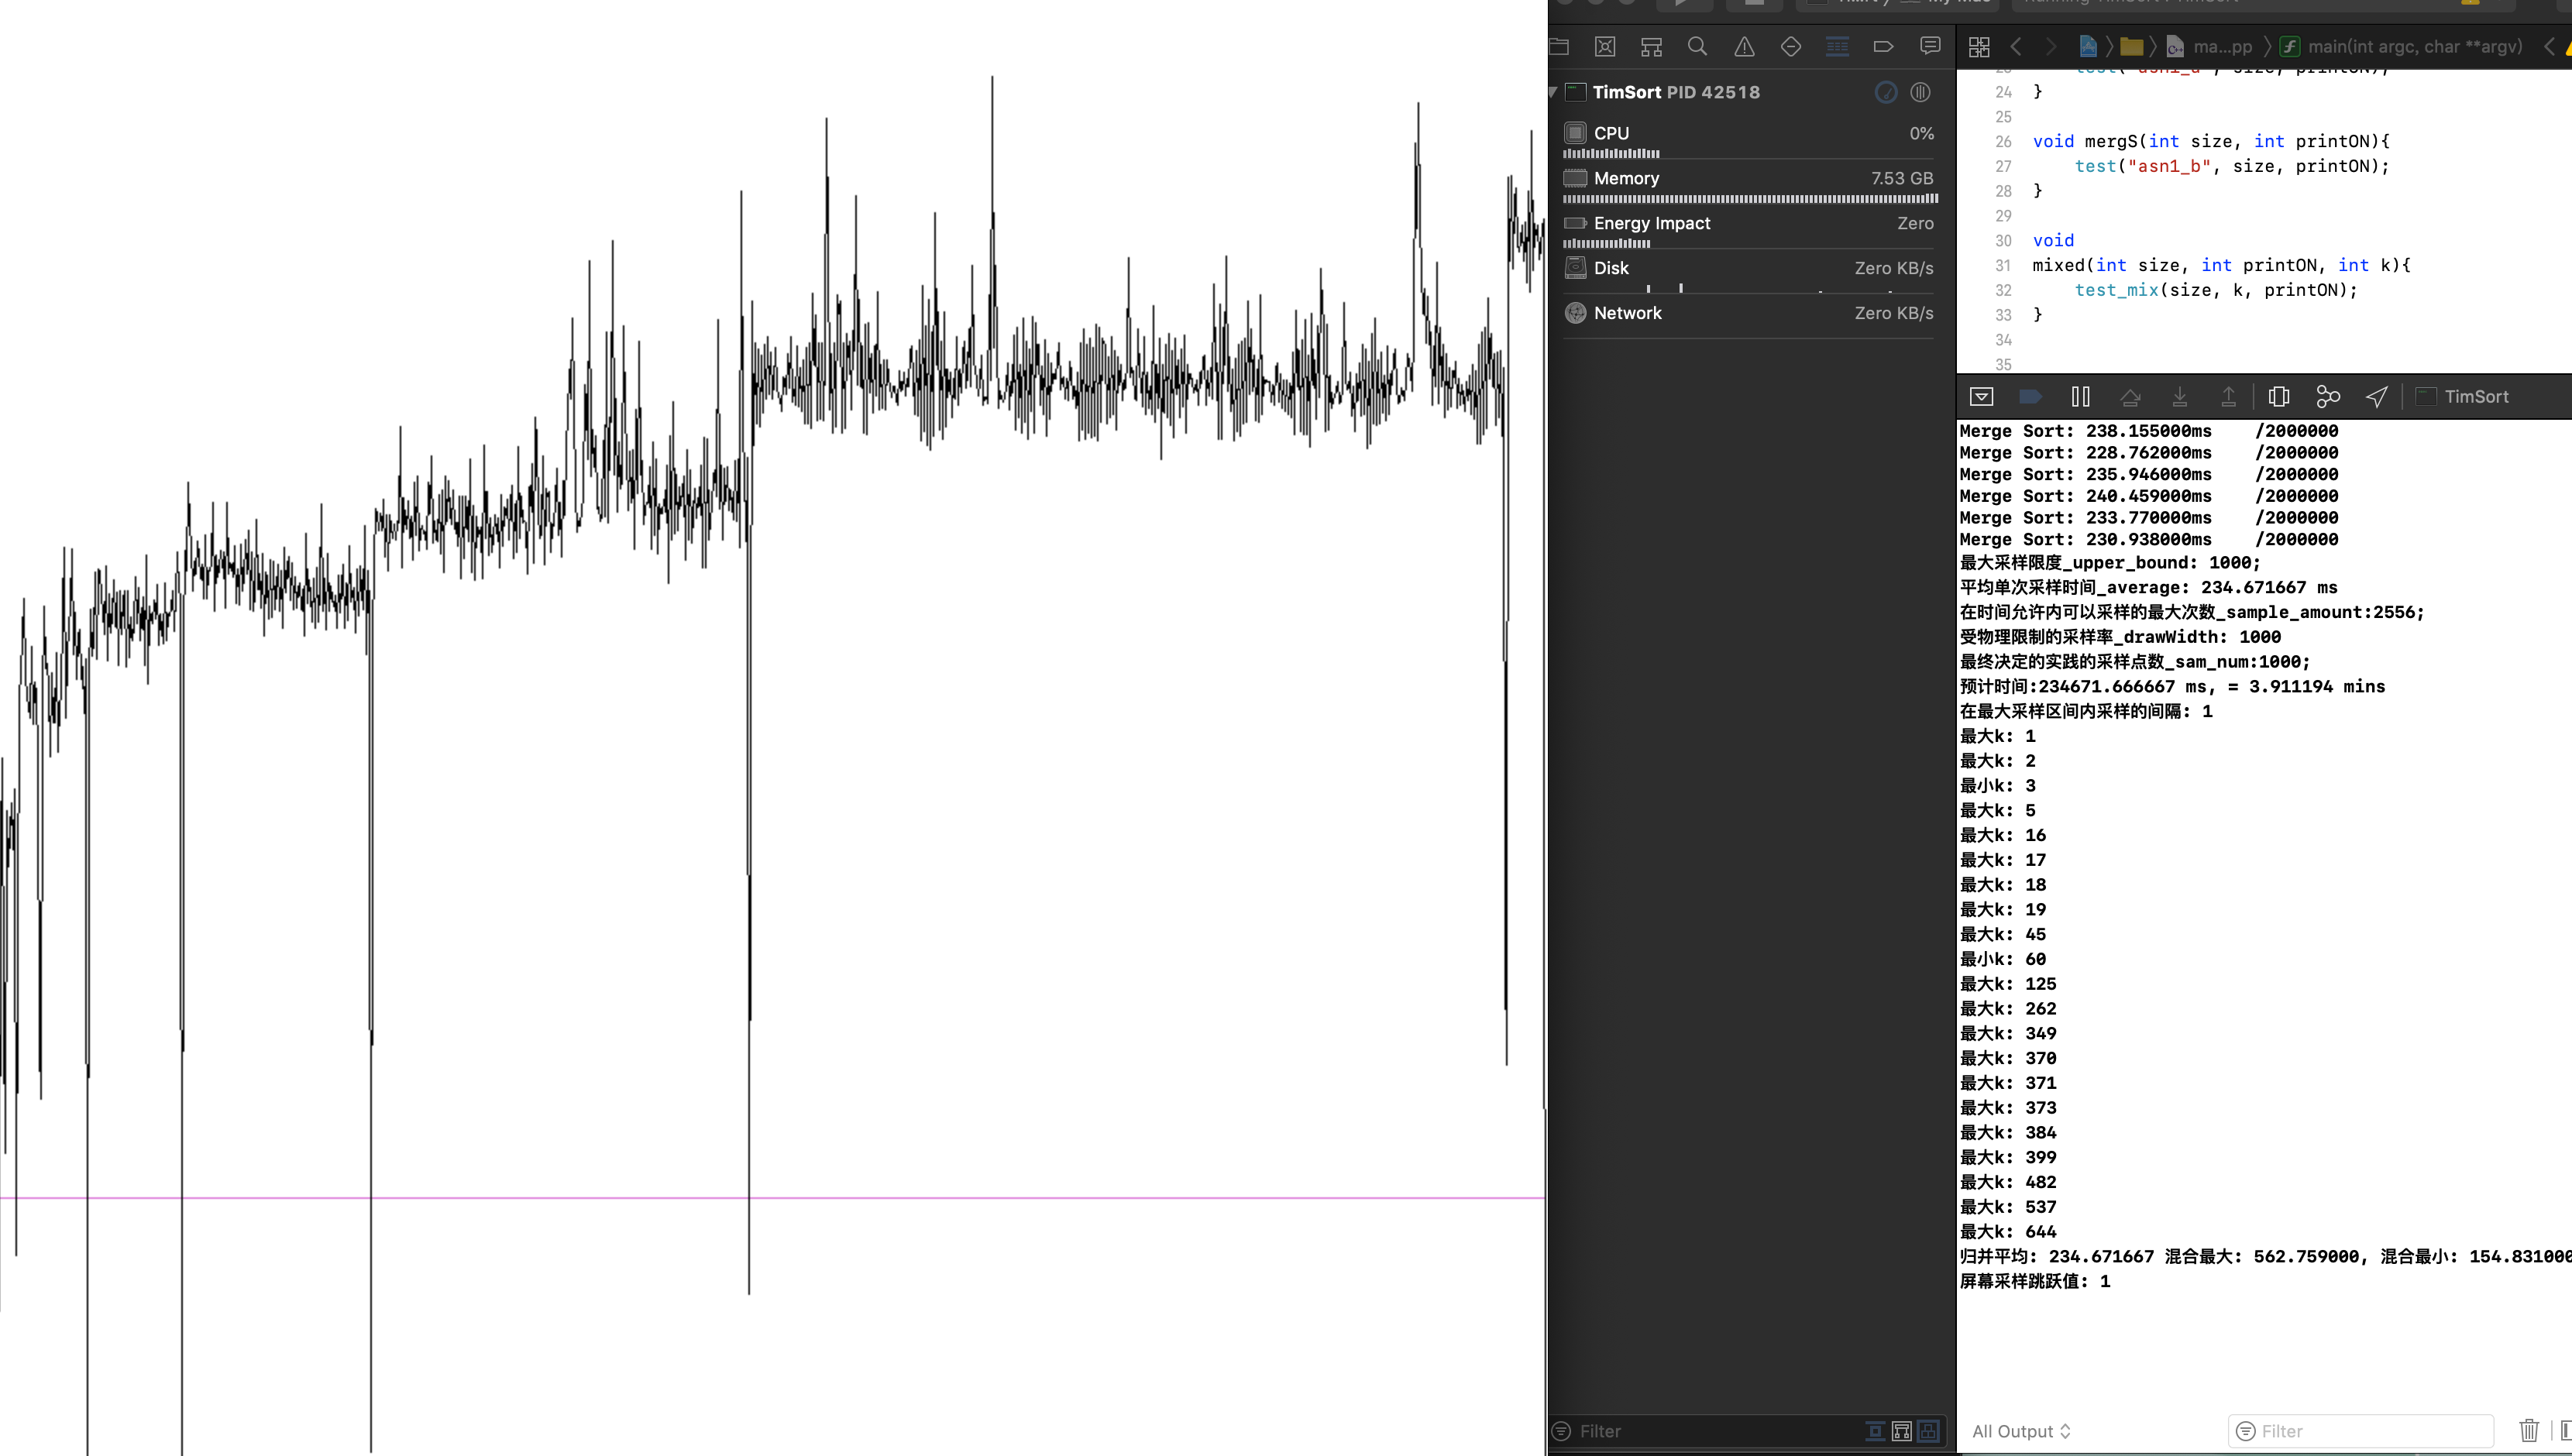 TimSort PID 42518
CPU 0%
Memory 7.53 GB
Energy Impact Zero
Disk Zero KB/s
Network Zero KB/s
Filter
ma...pp
main(int argc, char **argv)
24 }
25
26 void mergS(int size, int printON){
27 test("asn1_b", size, printON);
28 }
29
30 void
31 mixed(int size, int printON, int k){
32 test_mix(size, k, printON);
33 }
34
35
TimSort
Merge Sort: 238.155000ms /2000000
Merge Sort: 228.762000ms /2000000
Merge Sort: 235.946000ms /2000000
Merge Sort: 240.459000ms /2000000
Merge Sort: 233.770000ms /2000000
Merge Sort: 230.938000ms /2000000
最大采样限度_upper_bound: 1000;
平均单次采样时间_average: 234.671667 ms
在时间允许内可以采样的最大次数_sample_amount:2556;
受物理限制的采样率_drawWidth: 1000
最终决定的实践的采样点数_sam_num:1000;
预计时间:234671.666667 ms, = 3.911194 mins
在最大采样区间内采样的间隔: 1
最大k: 1
最大k: 2
最小k: 3
最大k: 5
最大k: 16
最大k: 17
最大k: 18
最大k: 19
最大k: 45
最小k: 60
最大k: 125
最大k: 262
最大k: 349
最大k: 370
最大k: 371
最大k: 373
最大k: 384
最大k: 399
最大k: 482
最大k: 537
最大k: 644
归并平均: 234.671667 混合最大: 562.759000, 混合最小: 154.831000
屏幕采样跳跃值: 1
All Output
Filter